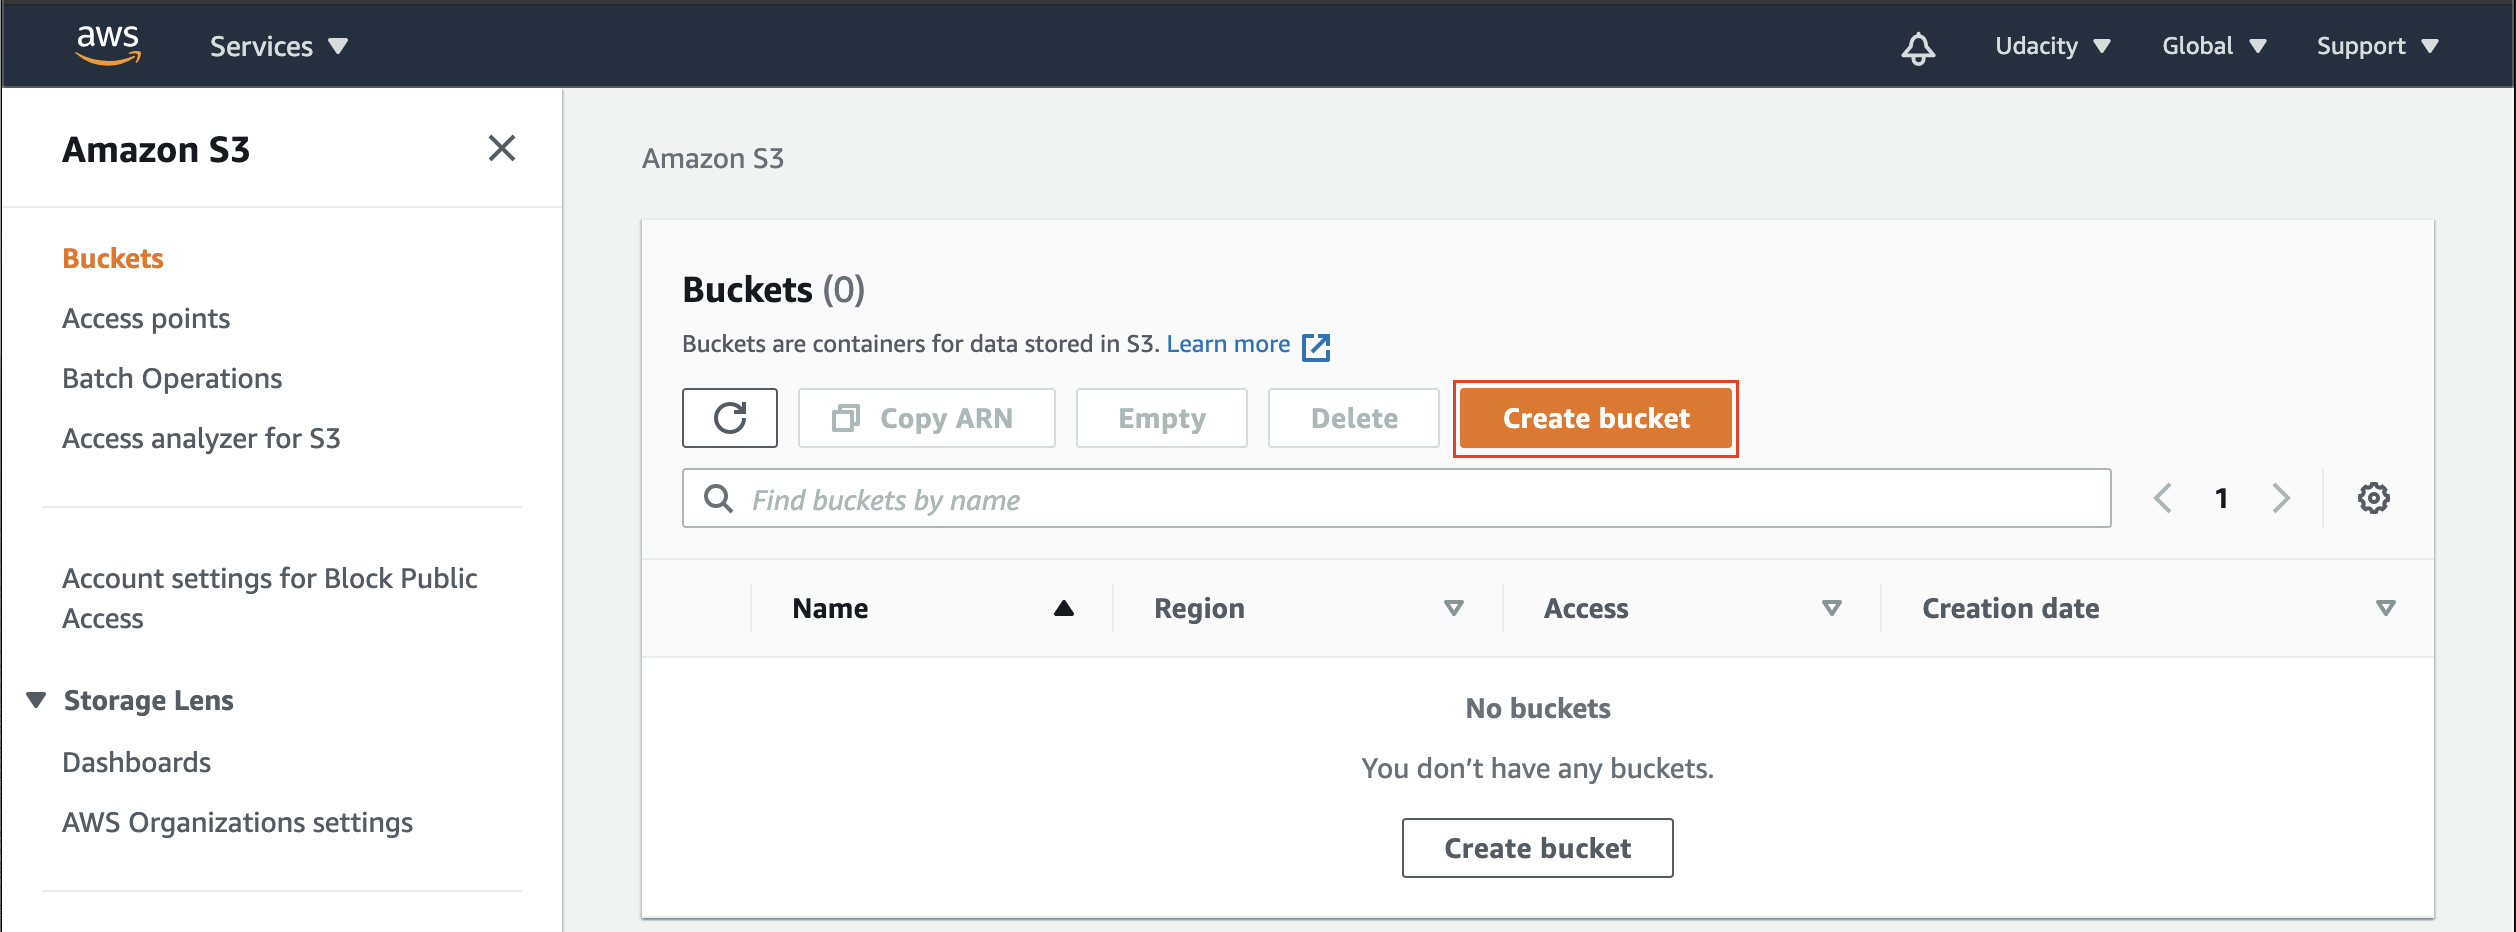 aws
Services
Udacity
Global
Support
Amazon S3
Buckets
Access points
Batch Operations
Access analyzer for S3
Account settings for Block Public
Access
Storage Lens
Dashboards
AWS Organizations settings
Amazon S3
Buckets (0)
Buckets are containers for data stored in S3. Learn more
Copy ARN
Empty
Delete
Create bucket
Find buckets by name
1
Name
Region
Access
Creation date
No buckets
You don’t have any buckets.
Create bucket